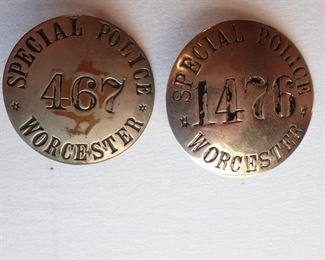 SPECIAL POLICE
467
* WORCESTER *
SPECIAL POLICE
1476
* WORCESTER *